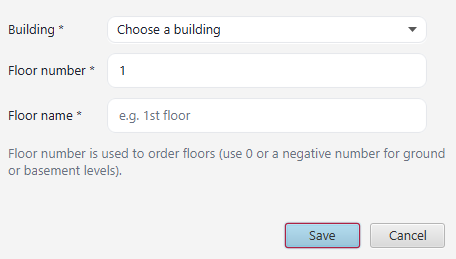 Building * Choose a building
Floor number * 1
Floor name * e.g. 1st floor
Floor number is used to order floors (use 0 or a negative number for ground
or basement levels).
Save Cancel